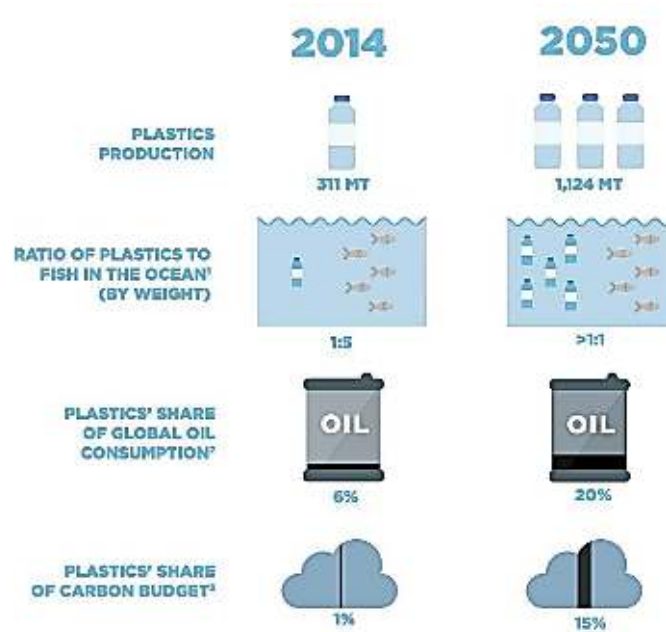 2014 2050
PLASTICS
PRODUCTION
311 MT 1,124 MT
RATIO OF PLASTICS TO
FISH IN THE OCEAN¹
(BY WEIGHT)
1:5 >1:1
PLASTICS' SHARE
OF GLOBAL OIL
CONSUMPTION²
OIL OIL
6% 20%
PLASTICS' SHARE
OF CARBON BUDGET³
1% 15%